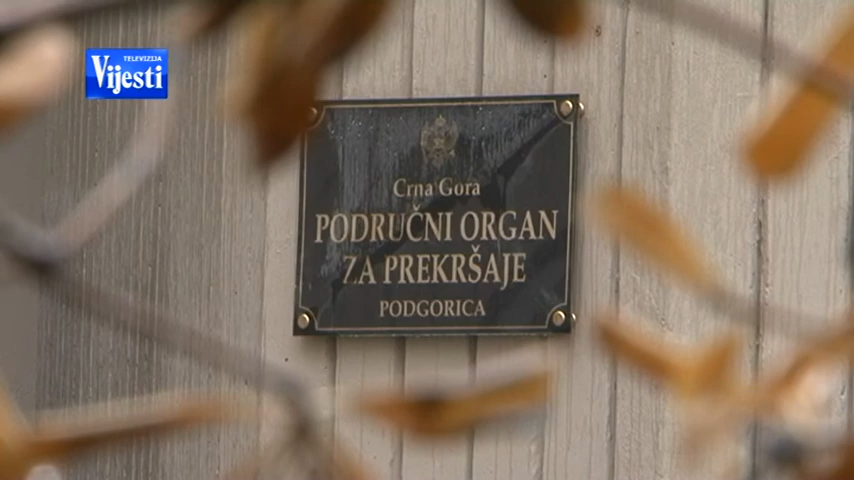 TELEVIZIJA
Vijesti
Crna Gora
PODRUČNI ORGAN
ZA PREKRŠAJE
PODGORICA